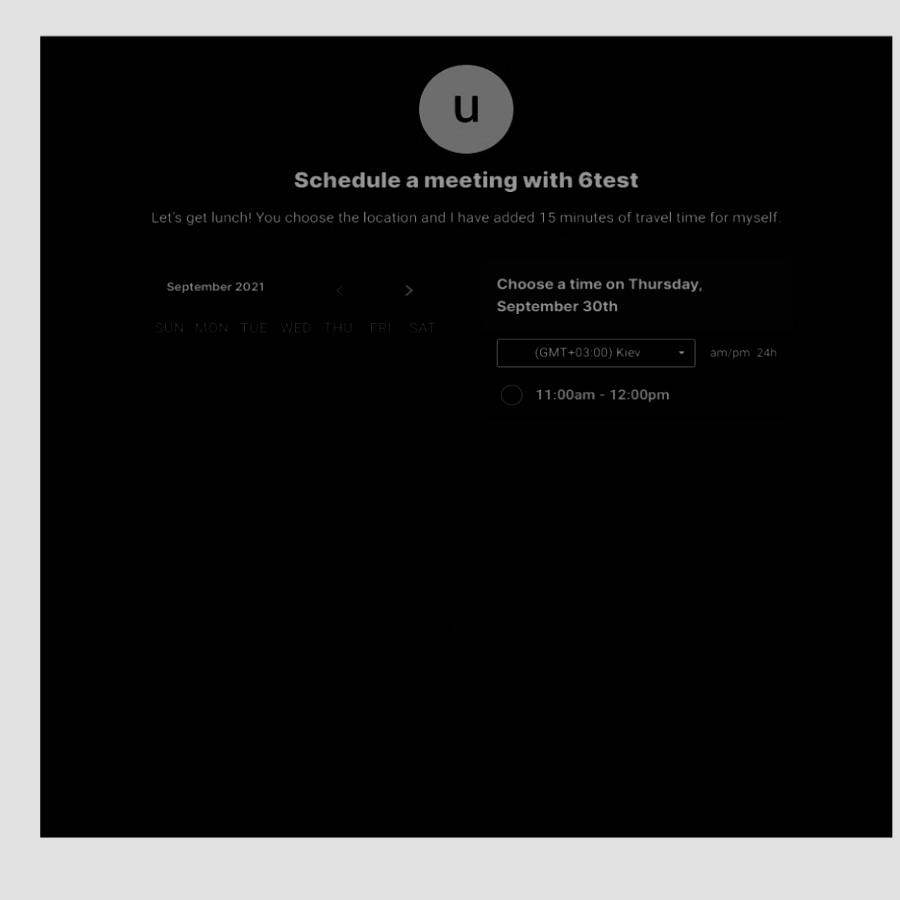 u
Schedule a meeting with 6test
Let's get lunch! You choose the location and I have added 15 minutes of travel time for myself.
September 2021
SUN MON TUE WED THU FRI SAT
Choose a time on Thursday,
September 30th
(GMT+03:00) Kiev
am/pm 24h
11:00am - 12:00pm